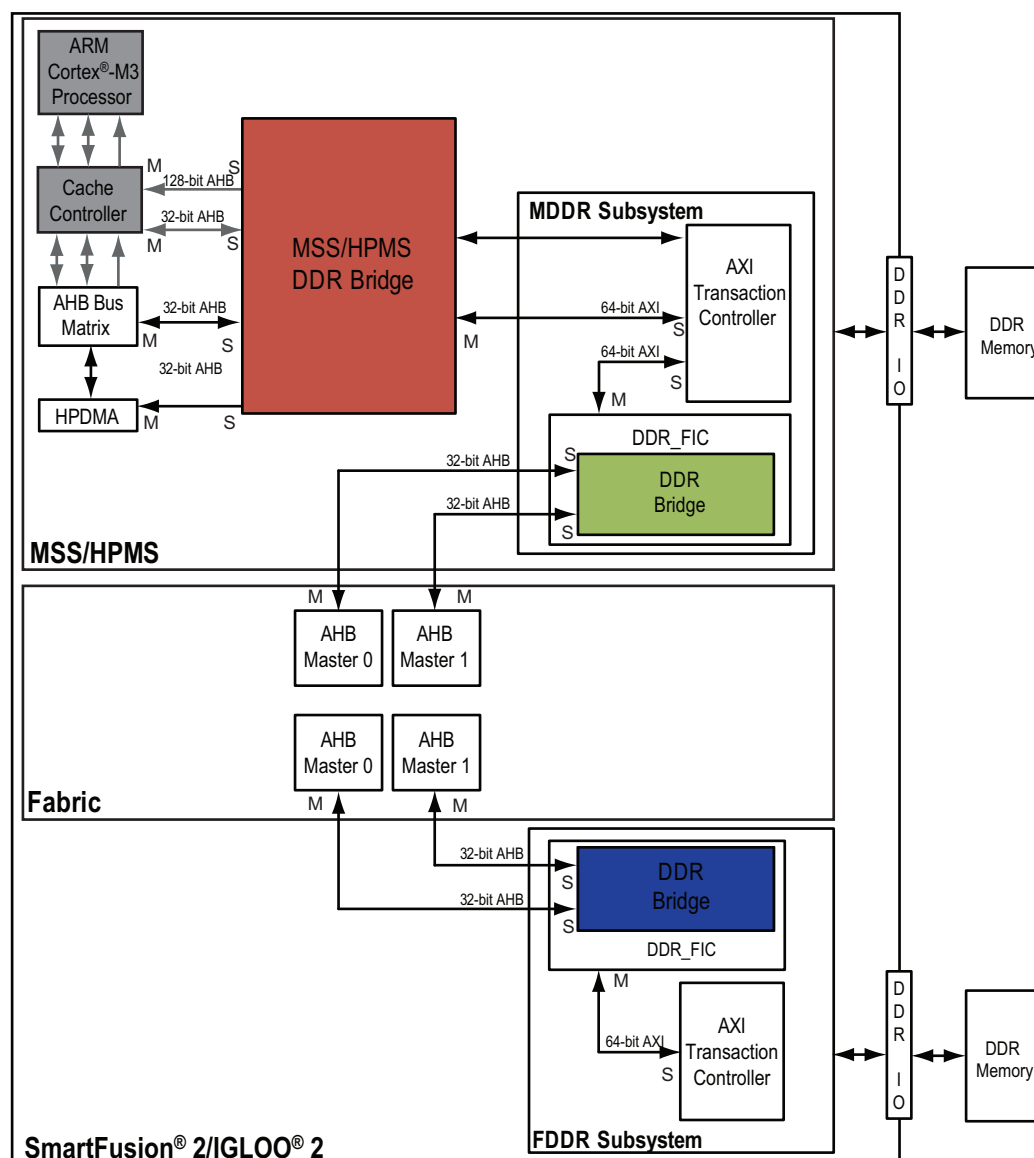 ARM
Cortex®-M3
Processor
M
S
128-bit AHB
Cache
Controller
32-bit AHB
M
S
MSS/HPMS
DDR Bridge
MDDR Subsystem
AXI
Transaction
Controller
AHB Bus
Matrix
32-bit AHB
M
S
64-bit AXI
M
S
64-bit AXI
S
M
32-bit AHB
HPDMA
M
S
DDR_FIC
32-bit AHB
S
DDR
Bridge
32-bit AHB
S
MSS/HPMS
D
D
R
I
O
DDR
Memory
M
M
AHB
Master 0
AHB
Master 1
AHB
Master 0
AHB
Master 1
Fabric
M
M
32-bit AHB
S
DDR
Bridge
32-bit AHB
S
DDR_FIC
M
AXI
Transaction
Controller
64-bit AXI
S
FDDR Subsystem
D
D
R
I
O
DDR
Memory
SmartFusion® 2/IGLOO® 2